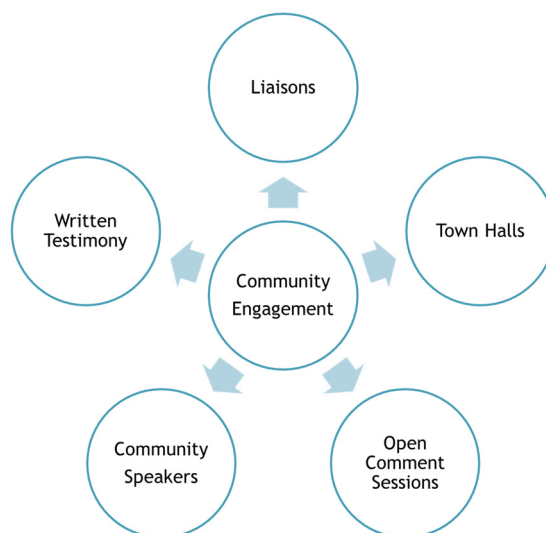 Liaisons
Written
Testimony
Town Halls
Community
Engagement
Community
Speakers
Open
Comment
Sessions